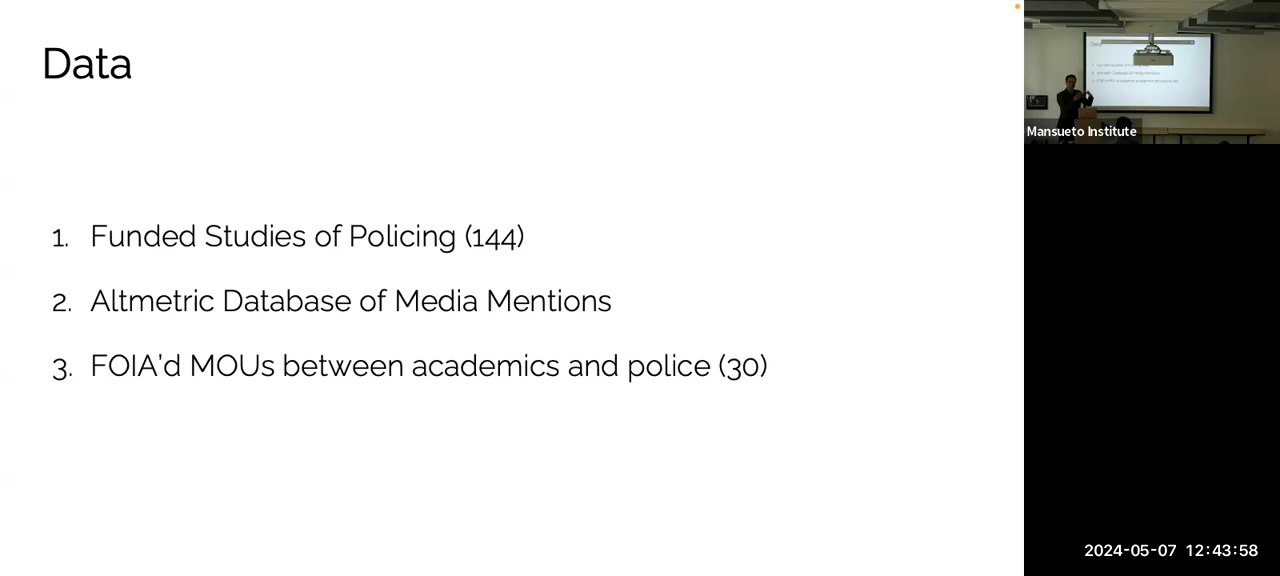 Data
1. Funded Studies of Policing (144)
2. Altmetric Database of Media Mentions
3. FOIA'd MOUs between academics and police (30)
Mansueto Institute
2024-05-07 12:43:58